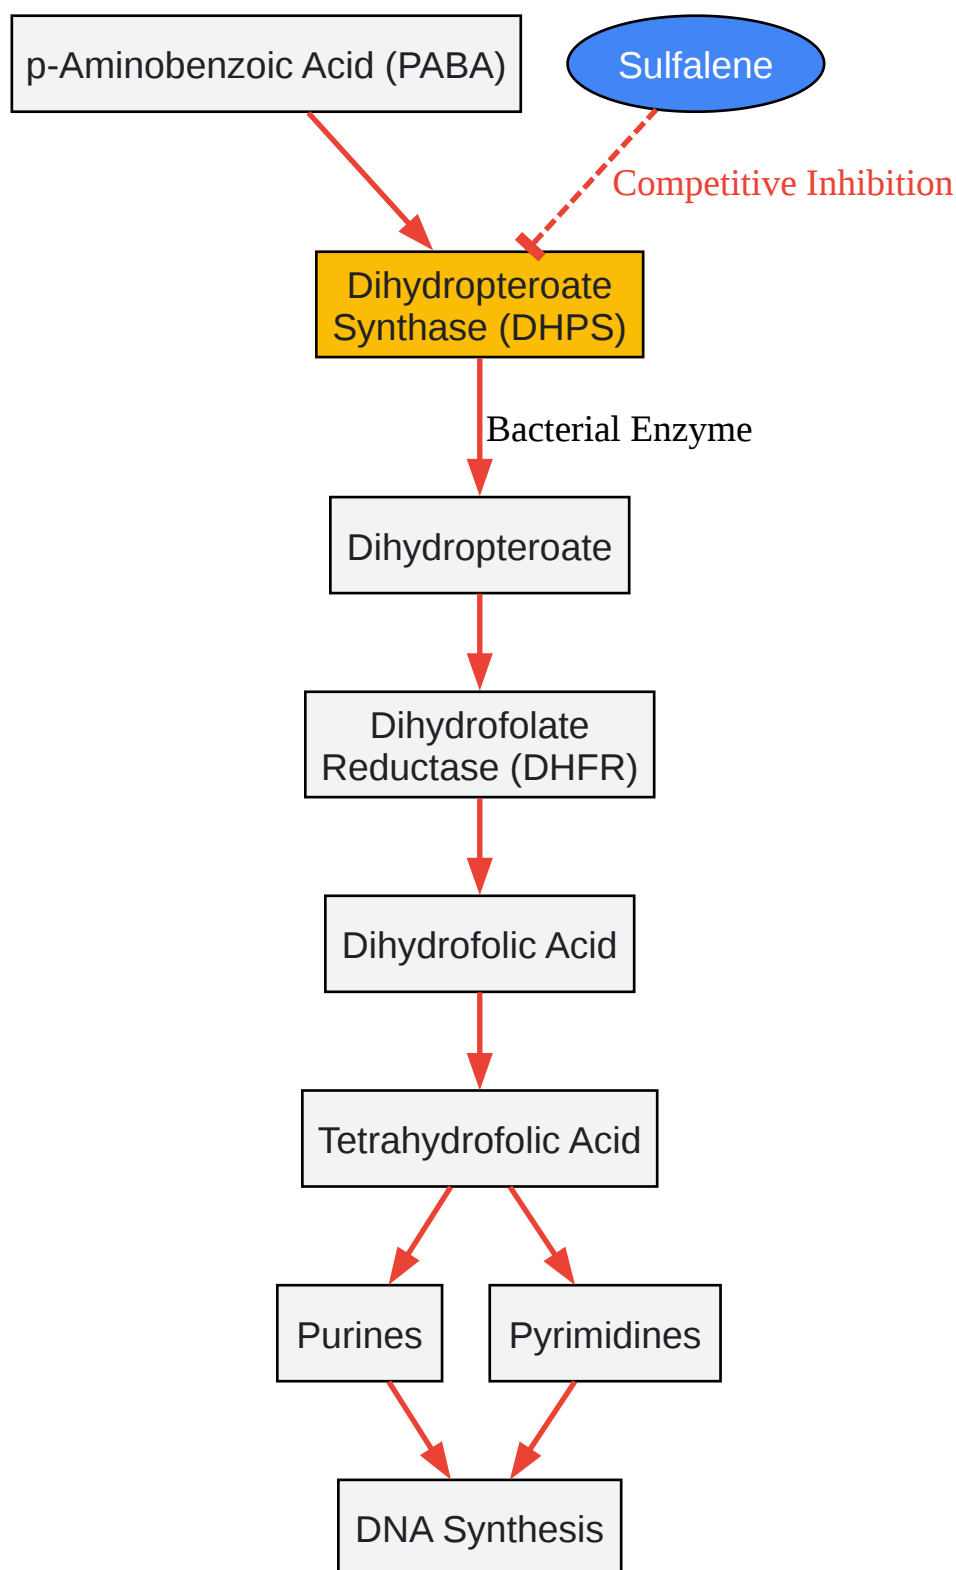 p-Aminobenzoic Acid (PABA)
Sulfalene
Competitive Inhibition
Dihydropteroate
Synthase (DHPS)
Bacterial Enzyme
Dihydropteroate
Dihydrofolate
Reductase (DHFR)
Dihydrofolic Acid
Tetrahydrofolic Acid
Purines
Pyrimidines
DNA Synthesis